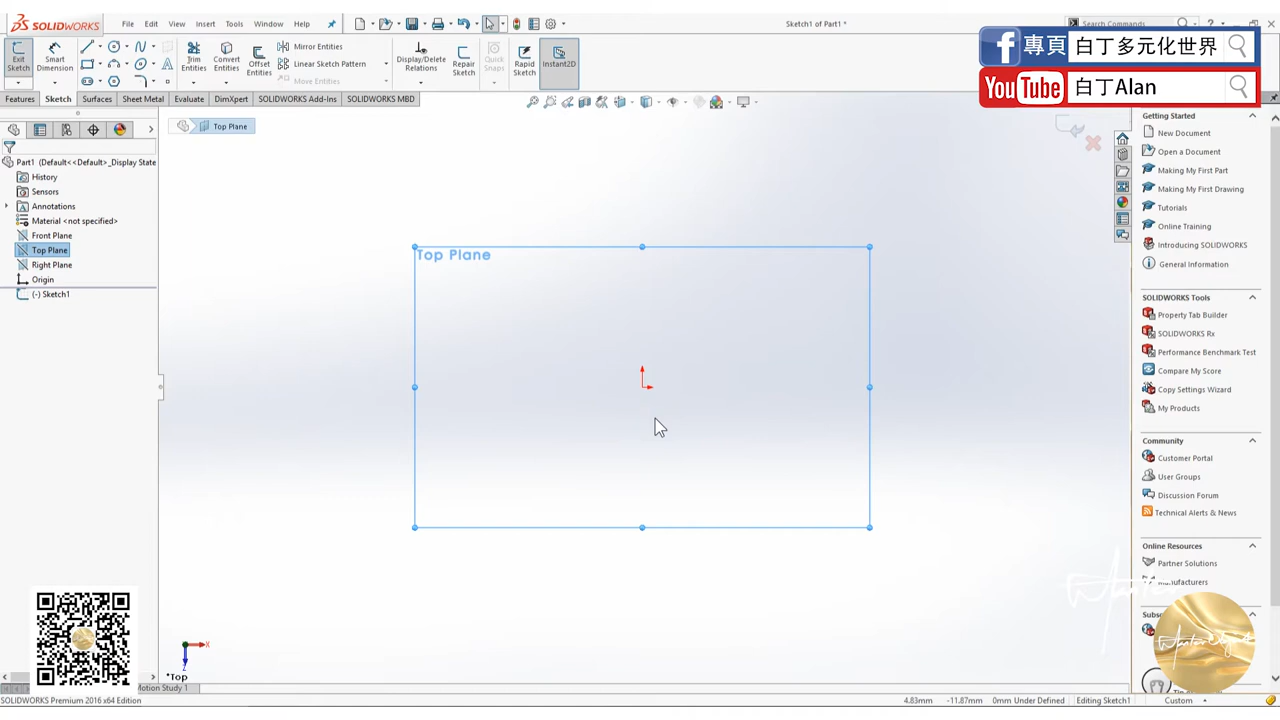 SOLIDWORKS
File Edit View Insert Tools Window Help
Sketch1 of Part1 *
Search Commands
專頁 白丁多元化世界
YouTube 白丁Alan
Exit Sketch
Smart Dimension
Trim Entities
Convert Entities
Offset Entities
Mirror Entities
Linear Sketch Pattern
Move Entities
Display/Delete Relations
Repair Sketch
Quick Snaps
Rapid Sketch
Instant2D
Features Sketch Surfaces Sheet Metal Evaluate DimXpert SOLIDWORKS Add-Ins SOLIDWORKS MBD
Top Plane
Part1 (Default<<Default>_Display State
History
Sensors
Annotations
Material <not specified>
Front Plane
Top Plane
Right Plane
Origin
(-) Sketch1
Top Plane
X
Z
*Top
Motion Study 1
SOLIDWORKS Premium 2016 x64 Edition
4.83mm -11.87mm 0mm Under Defined Editing Sketch1 Custom
Getting Started
New Document
Open a Document
Making My First Part
Making My First Drawing
Tutorials
Online Training
Introducing SOLIDWORKS
General Information
SOLIDWORKS Tools
Property Tab Builder
SOLIDWORKS Rx
Performance Benchmark Test
Compare My Score
Copy Settings Wizard
My Products
Community
Customer Portal
User Groups
Discussion Forum
Technical Alerts & News
Online Resources
Partner Solutions
Manufacturers